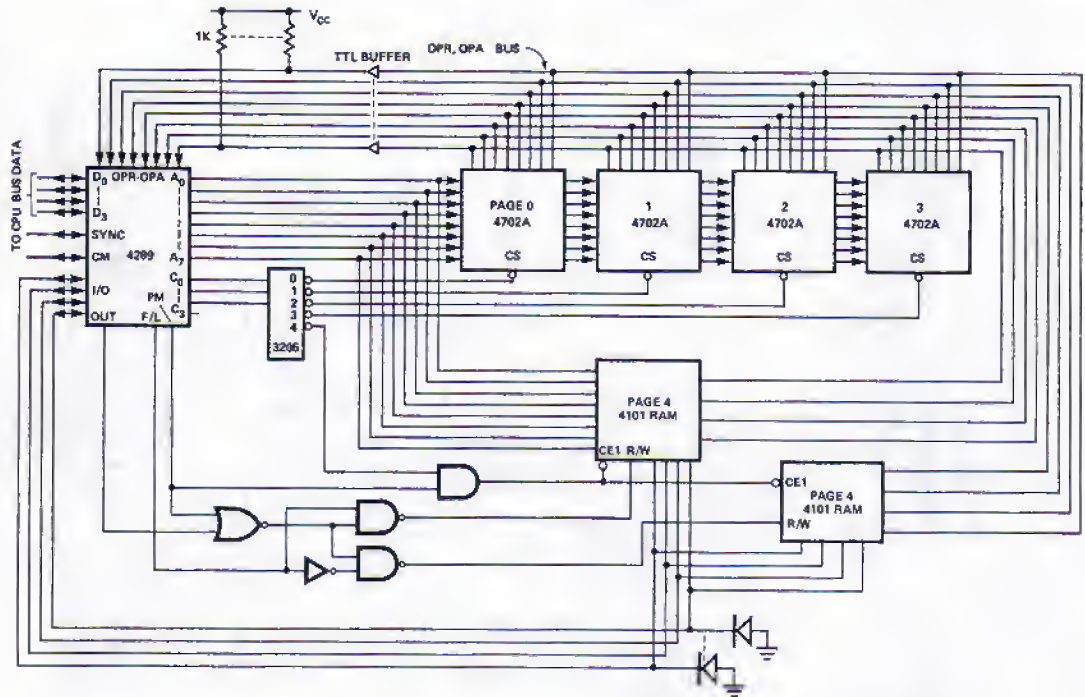 V_CC
1K
TTL BUFFER
OPR, OPA BUS
TO CPU BUS DATA
D0 OPR-OPA A0
D3
SYNC
4289
CM
A7
C0
I/O
PM
C3
OUT F/L
0
1
2
3
4
3205
PAGE 0
4702A
CS
1
4702A
CS
2
4702A
CS
3
4702A
CS
PAGE 4
4101 RAM
CE1 R/W
CE1
PAGE 4
4101 RAM
R/W